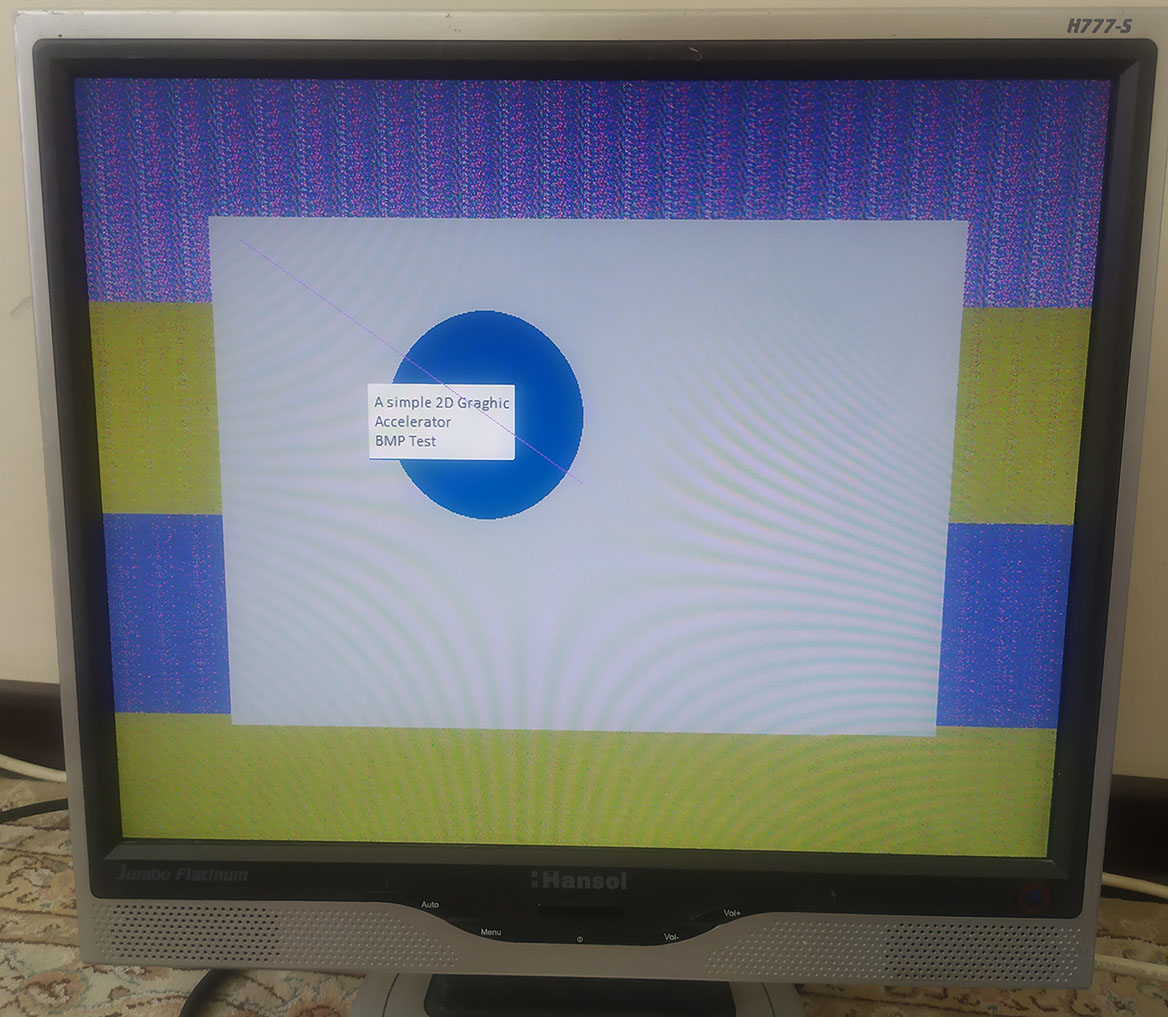 H777-S
A simple 2D Graghic
Accelerator
BMP Test
Jumbo Platinum
Hansol
Auto
Menu
Vol-
Vol+